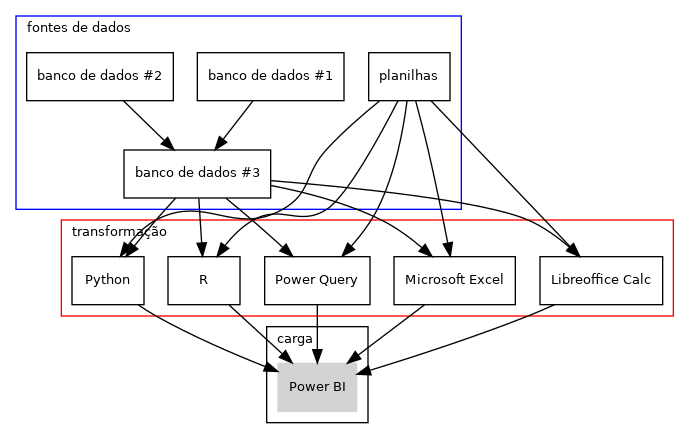 fontes de dados
banco de dados #2
banco de dados #1
planilhas
banco de dados #3
transformação
Python
R
Power Query
Microsoft Excel
Libreoffice Calc
carga
Power BI